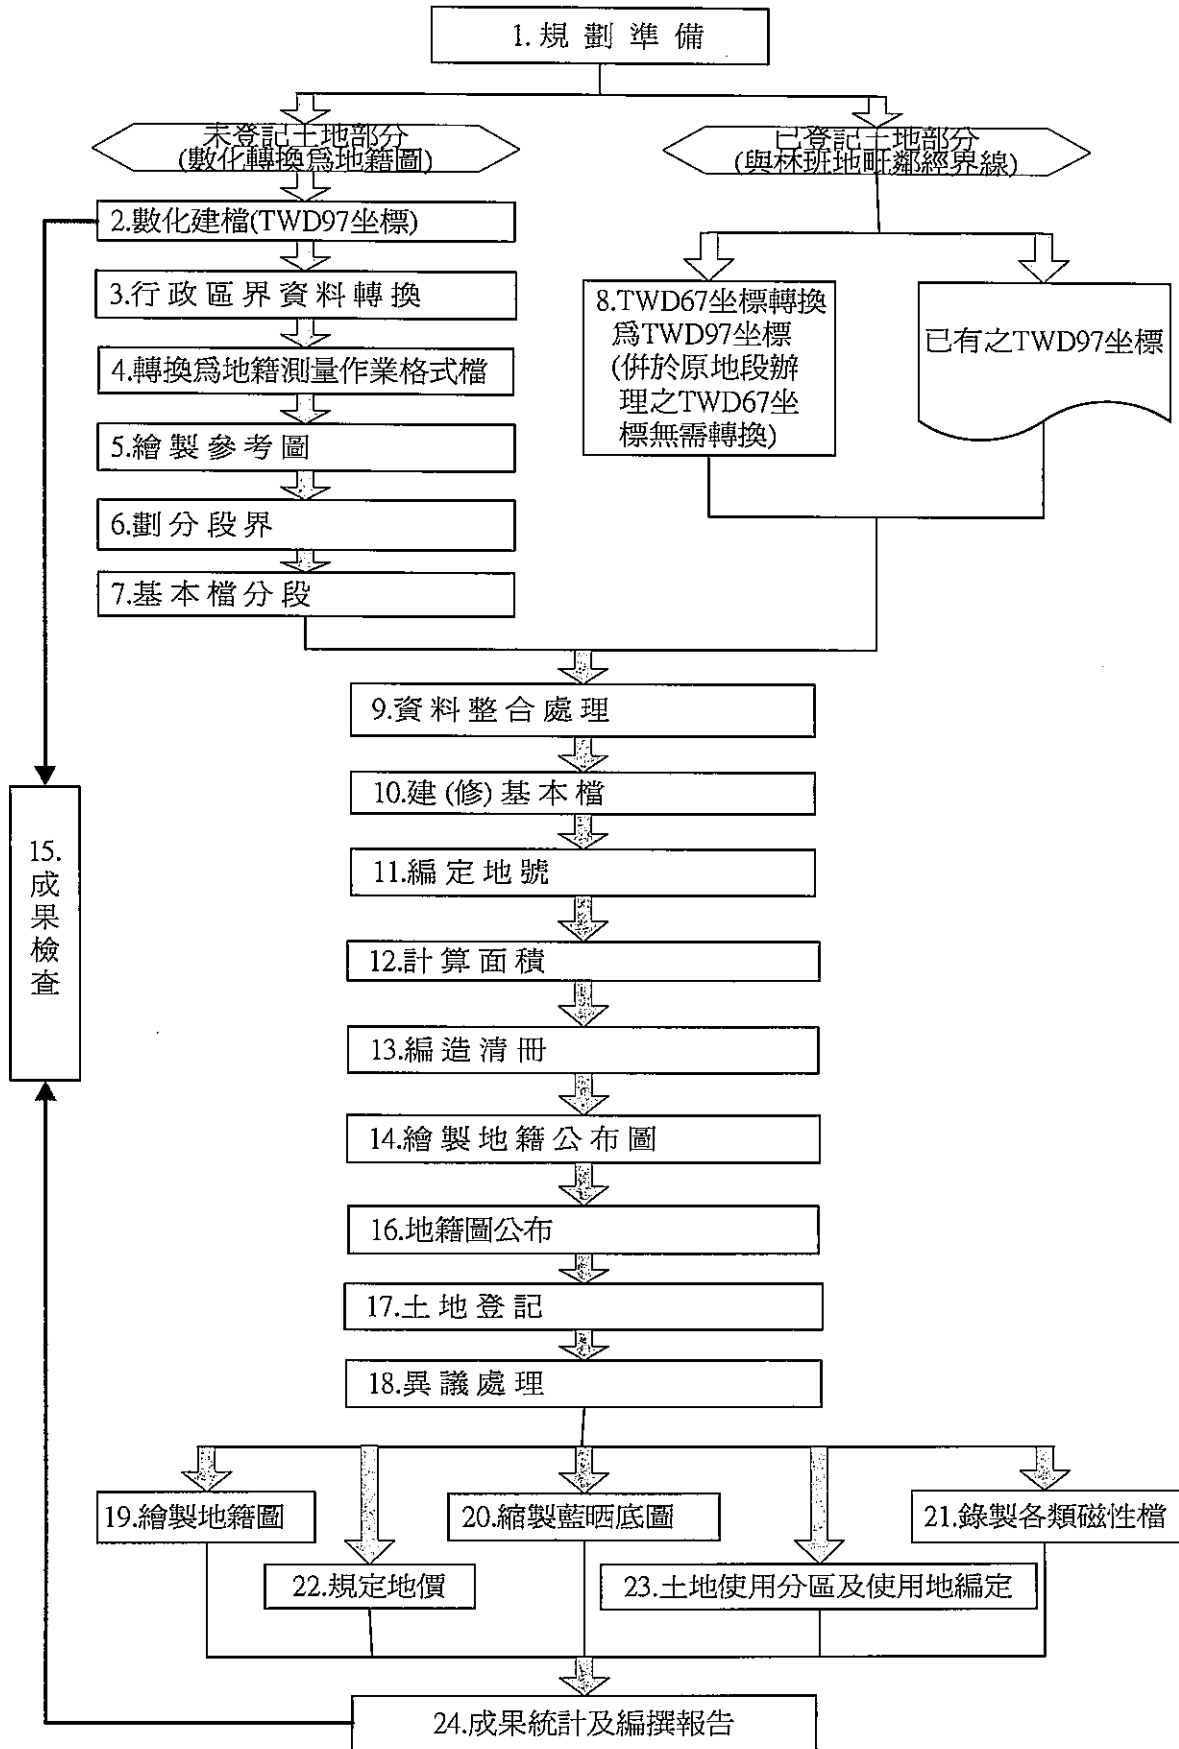 1.規劃準備
未登記土地部分
(數化轉換為地籍圖)
已登記土地部分
(與林班地毗鄰經界線)
2.數化建檔(TWD97坐標)
3.行政區界資料轉換
4.轉換為地籍測量作業格式檔
5.繪製參考圖
6.劃分段界
7.基本檔分段
8.TWD67坐標轉換
為TWD97坐標
(併於原地段辦
理之TWD67坐
標無需轉換)
已有之TWD97坐標
9.資料整合處理
10.建(修)基本檔
11.編定地號
12.計算面積
13.編造清冊
14.繪製地籍公布圖
15.
成
果
檢
查
16.地籍圖公布
17.土地登記
18.異議處理
19.繪製地籍圖
20.縮製藍晒底圖
21.錄製各類磁性檔
22.規定地價
23.土地使用分區及使用地編定
24.成果統計及編撰報告